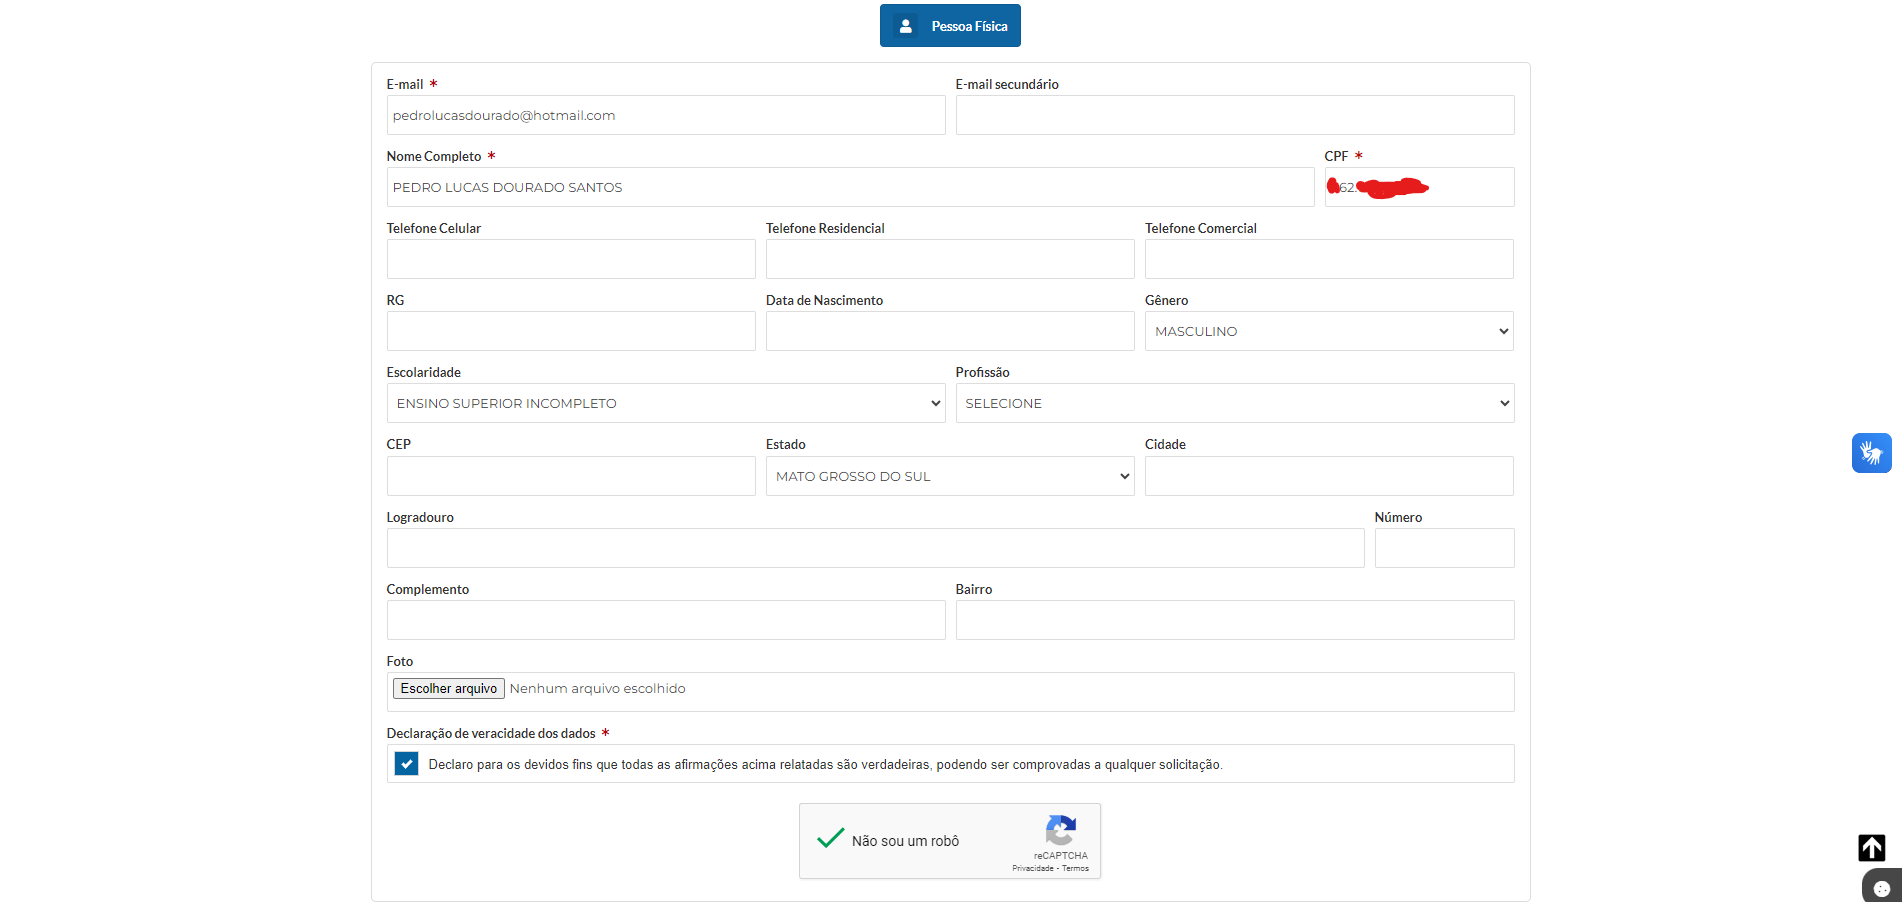 Pessoa Física
E-mail *
E-mail secundário
pedrolucasdourado@hotmail.com
Nome Completo *
CPF *
PEDRO LUCAS DOURADO SANTOS
62.
Telefone Celular
Telefone Residencial
Telefone Comercial
RG
Data de Nascimento
Gênero
MASCULINO
Escolaridade
Profissão
ENSINO SUPERIOR INCOMPLETO
SELECIONE
CEP
Estado
Cidade
MATO GROSSO DO SUL
Logradouro
Número
Complemento
Bairro
Foto
Escolher arquivo Nenhum arquivo escolhido
Declaração de veracidade dos dados *
Declaro para os devidos fins que todas as afirmações acima relatadas são verdadeiras, podendo ser comprovadas a qualquer solicitação.
Não sou um robô
reCAPTCHA
Privacidade - Termos